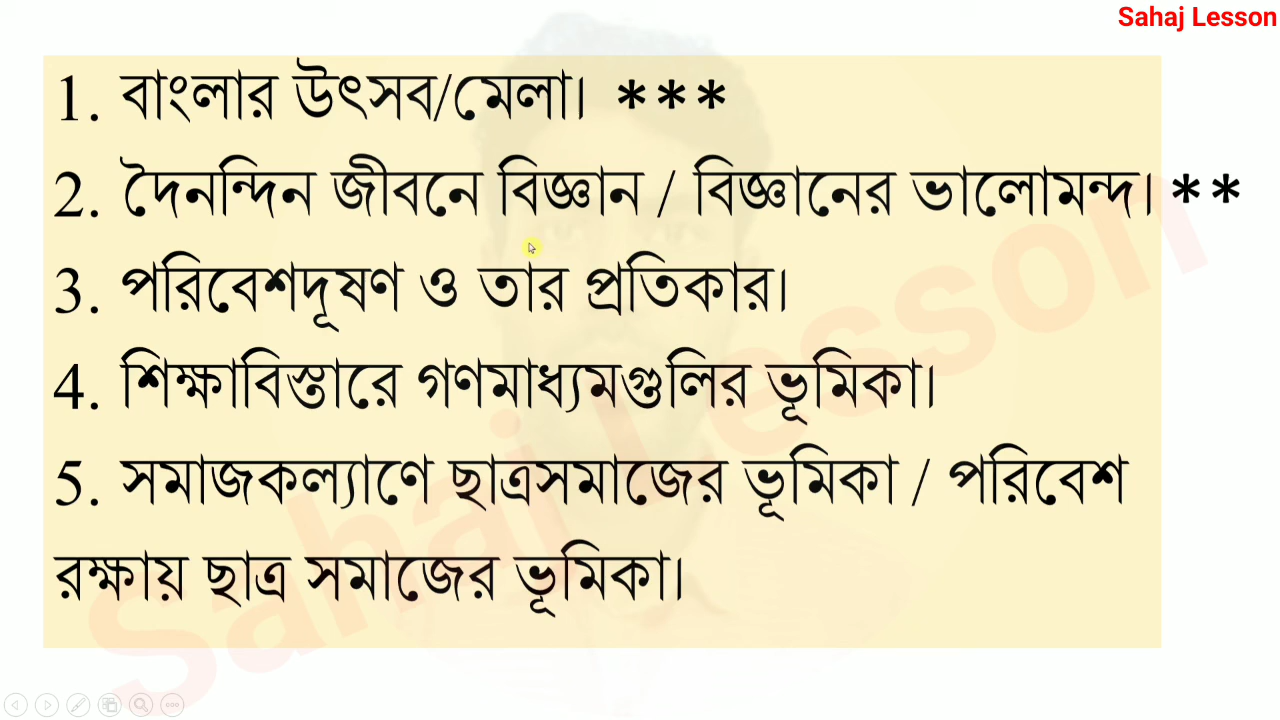 Sahaj Lesson
1. বাংলার উৎসব/মেলা। ***
2. দৈনন্দিন জীবনে বিজ্ঞান / বিজ্ঞানের ভালোমন্দ। **
3. পরিবেশদূষণ ও তার প্রতিকার।
4. শিক্ষাবিস্তারে গণমাধ্যমগুলির ভূমিকা।
5. সমাজকল্যাণে ছাত্রসমাজের ভূমিকা / পরিবেশ
রক্ষায় ছাত্র সমাজের ভূমিকা।
Sahaj Lesson